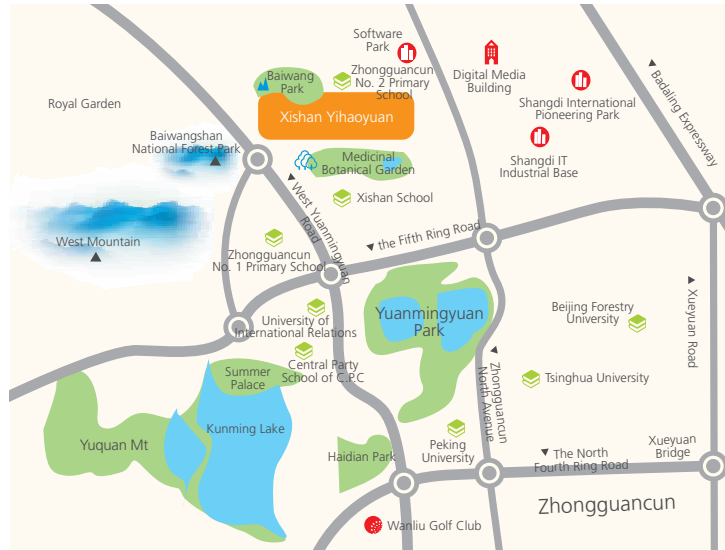 Software
Park
Baiwang
Park
Zhongguancun
No. 2 Primary
School
Digital Media
Building
Shangdi International
Pioneering Park
Badaling Expressway
Royal Garden
Xishan Yihaoyuan
Baiwangshan
National Forest Park
Medicinal
Botanical Garden
Shangdi IT
Industrial Base
West Yuanmingyuan
Road
Xishan School
West Mountain
Zhongguancun
No. 1 Primary School
the Fifth Ring Road
University of
International Relations
Yuanmingyuan
Park
Beijing Forestry
University
Xueyuan Road
Central Party
School of C.P.C
Summer
Palace
Tsinghua University
Zhongguancun
North Avenue
Kunming Lake
Yuquan Mt
Haidian Park
Peking
University
The North
Fourth Ring Road
Xueyuan
Bridge
Zhongguancun
Wanliu Golf Club